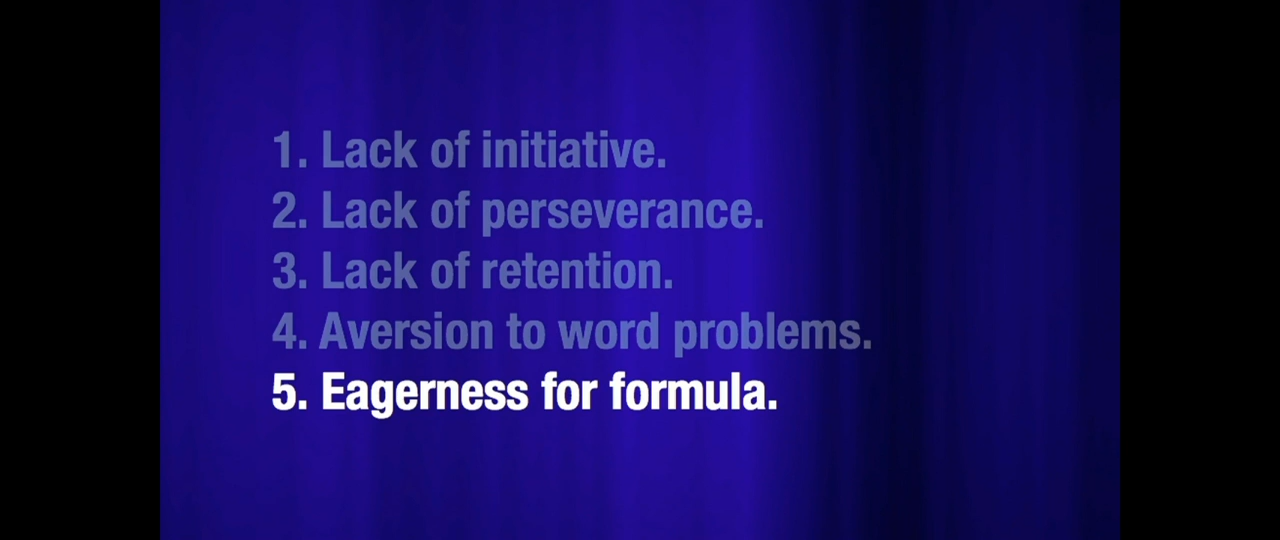 1. Lack of initiative.
2. Lack of perseverance.
3. Lack of retention.
4. Aversion to word problems.
5. Eagerness for formula.